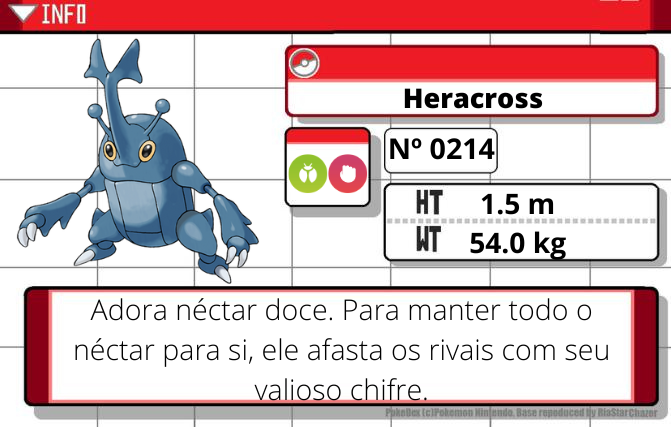 INFO
Heracross
Nº 0214
HT 1.5 m
WT 54.0 kg
Adora néctar doce. Para manter todo o
néctar para si, ele afasta os rivais com seu
valioso chifre.
PokeDex (c)Pokemon Nintendo. Base reproduced by RiaStarChazer